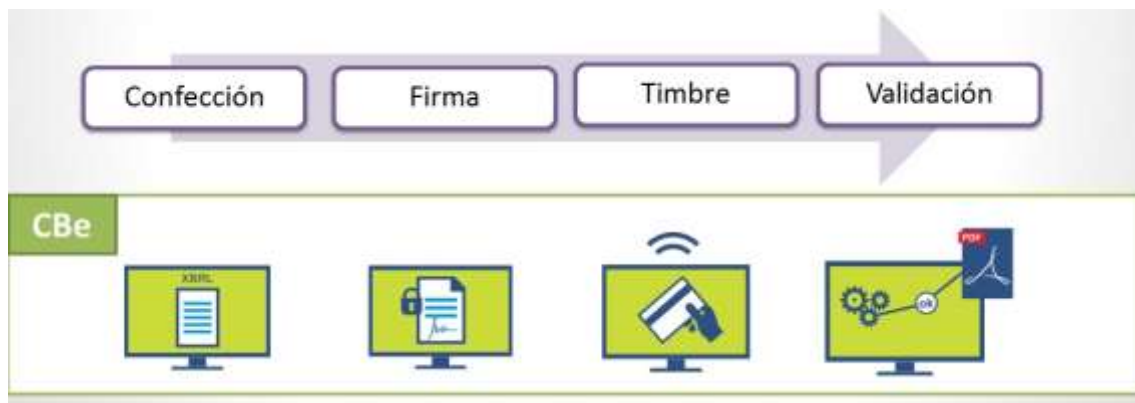 Confección
Firma
Timbre
Validación
CBe
XBRL
PDF
ok